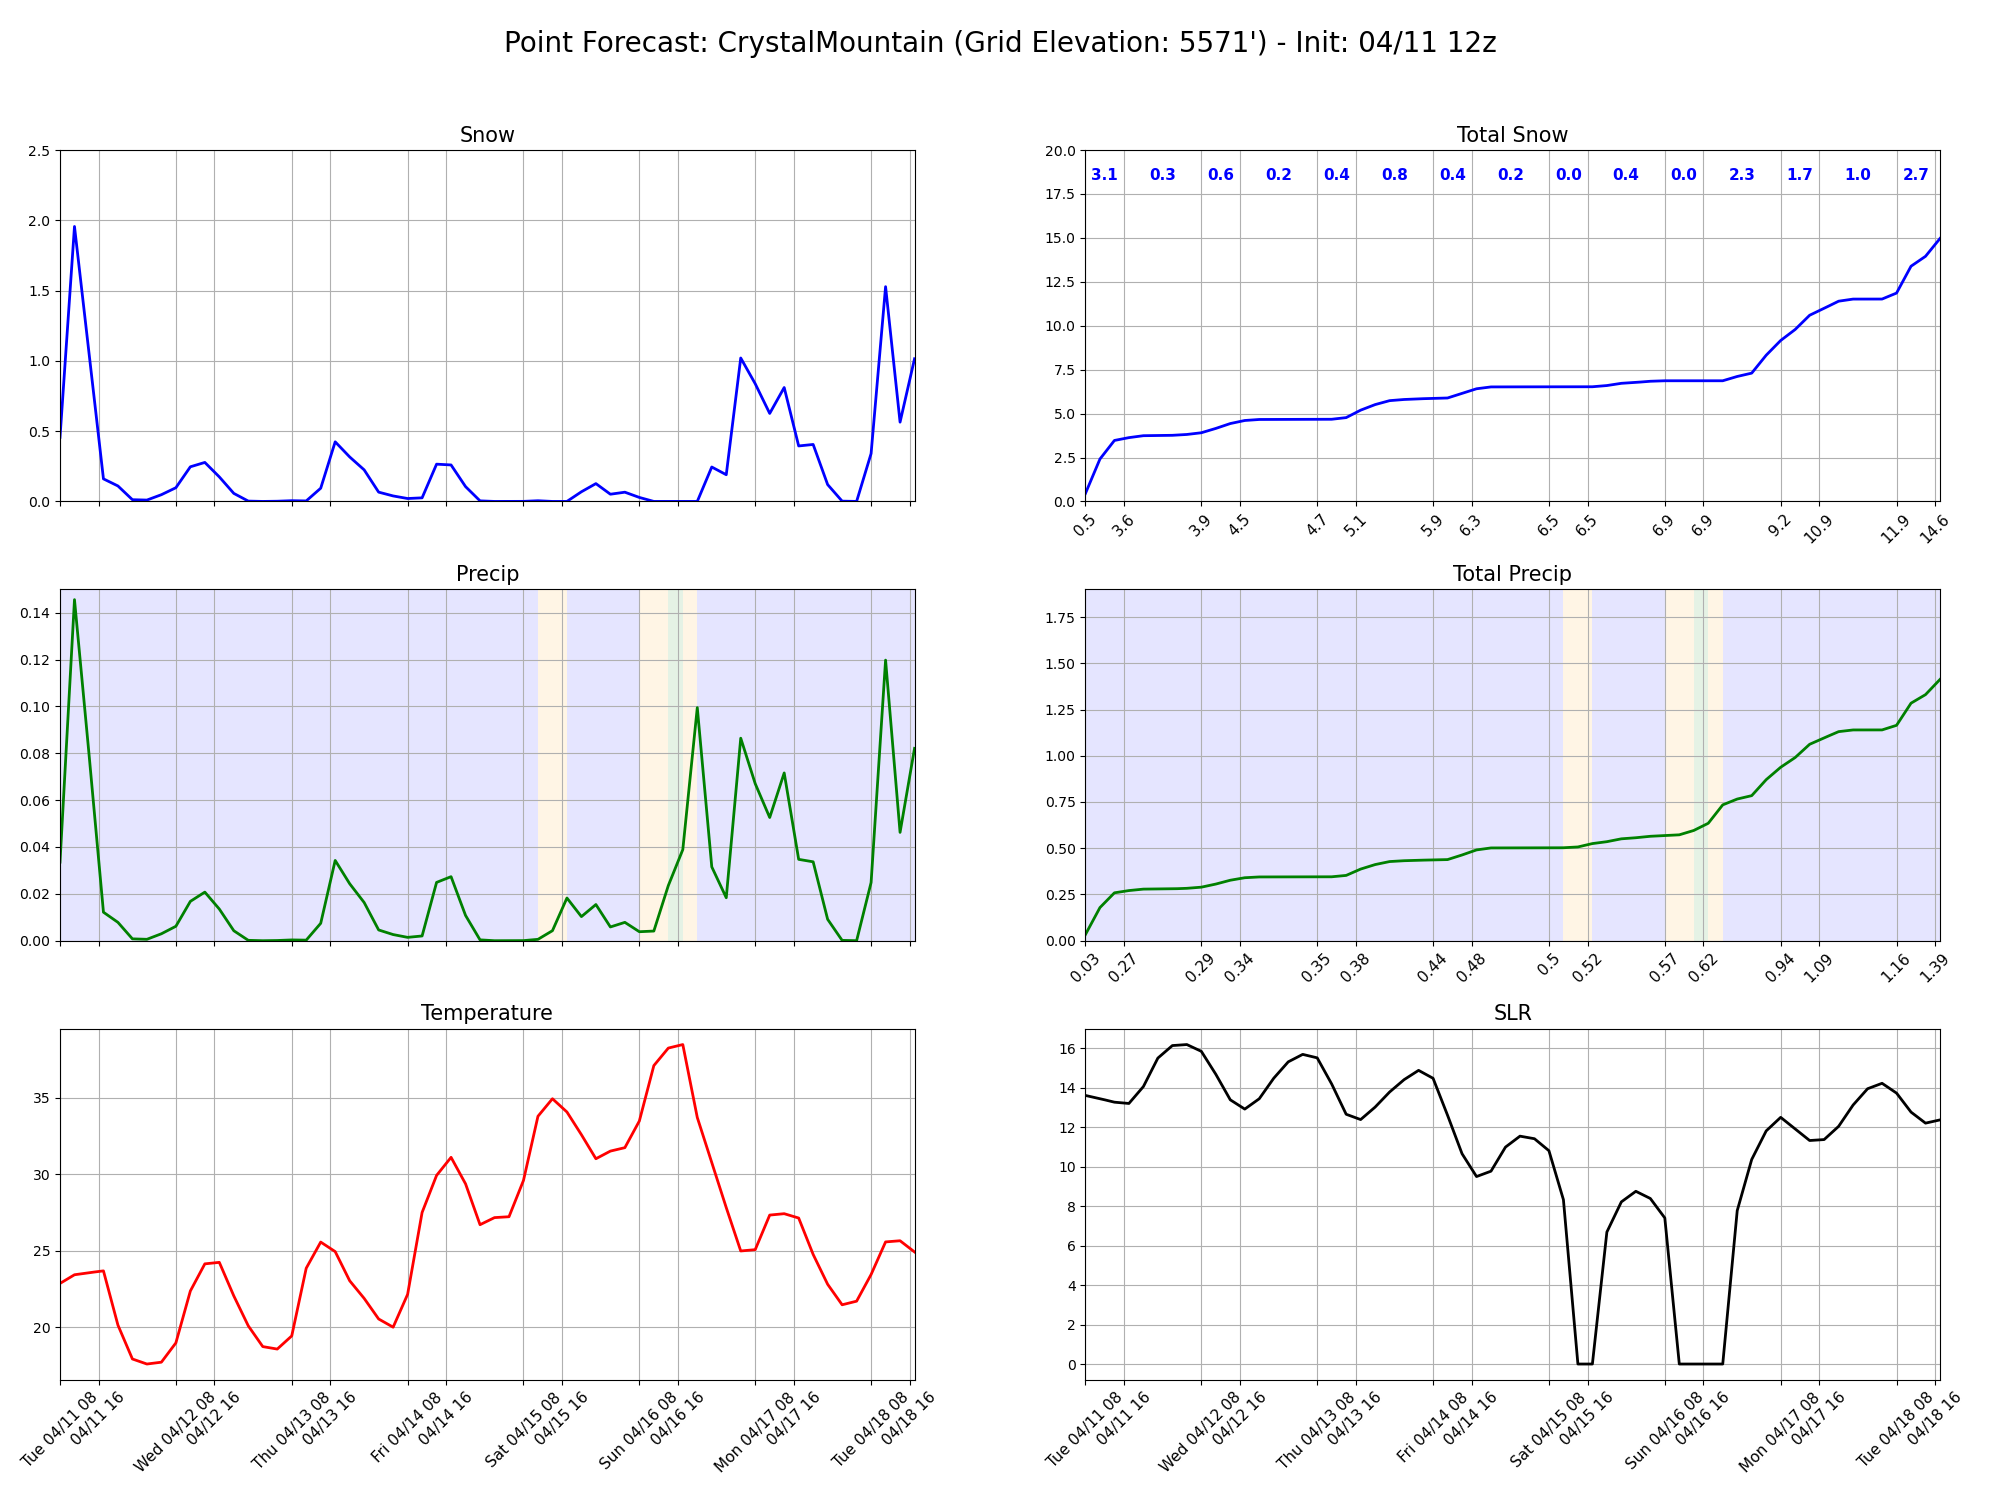 Point Forecast: CrystalMountain (Grid Elevation: 5571') - Init: 04/11 12z
Snow
2.5
2.0
1.5
1.0
0.5
0.0
Total Snow
20.0
17.5
15.0
12.5
10.0
7.5
5.0
2.5
0.0
3.1 0.3 0.6 0.2 0.4 0.8 0.4 0.2 0.0 0.4 0.0 2.3 1.7 1.0 2.7
0.5 3.6 3.9 4.5 4.7 5.1 5.9 6.3 6.5 6.5 6.9 6.9 9.2 10.9 11.9 14.6
Precip
0.14
0.12
0.10
0.08
0.06
0.04
0.02
0.00
Total Precip
1.75
1.50
1.25
1.00
0.75
0.50
0.25
0.00
0.03 0.27 0.29 0.34 0.35 0.38 0.44 0.48 0.5 0.52 0.57 0.62 0.94 1.09 1.16 1.39
Temperature
35
30
25
20
Tue 04/11 08
04/11 16
Wed 04/12 08
04/12 16
Thu 04/13 08
04/13 16
Fri 04/14 08
04/14 16
Sat 04/15 08
04/15 16
Sun 04/16 08
04/16 16
Mon 04/17 08
04/17 16
Tue 04/18 08
04/18 16
SLR
16
14
12
10
8
6
4
2
0
Tue 04/11 08
04/11 16
Wed 04/12 08
04/12 16
Thu 04/13 08
04/13 16
Fri 04/14 08
04/14 16
Sat 04/15 08
04/15 16
Sun 04/16 08
04/16 16
Mon 04/17 08
04/17 16
Tue 04/18 08
04/18 16